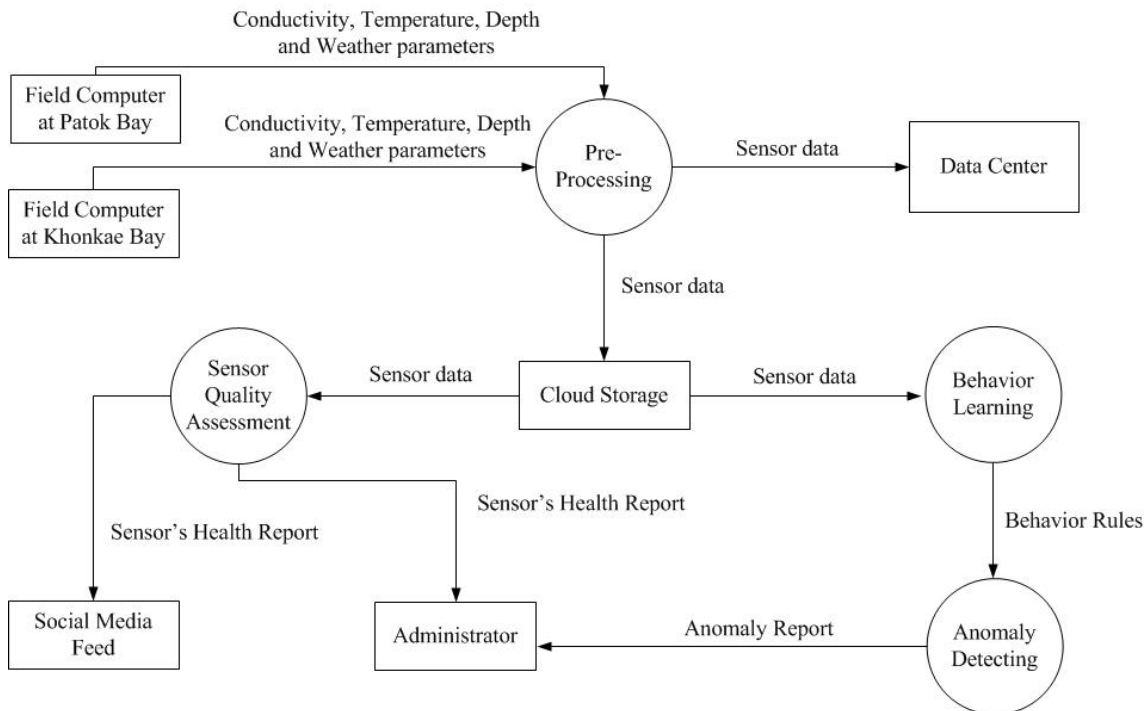 Conductivity, Temperature, Depth
and Weather parameters
Field Computer
at Patok Bay
Conductivity, Temperature, Depth
and Weather parameters
Pre-
Processing
Sensor data
Data Center
Field Computer
at Khonkae Bay
Sensor data
Sensor
Quality
Assessment
Sensor data
Cloud Storage
Sensor data
Behavior
Learning
Sensor's Health Report
Sensor's Health Report
Behavior Rules
Social Media
Feed
Administrator
Anomaly Report
Anomaly
Detecting